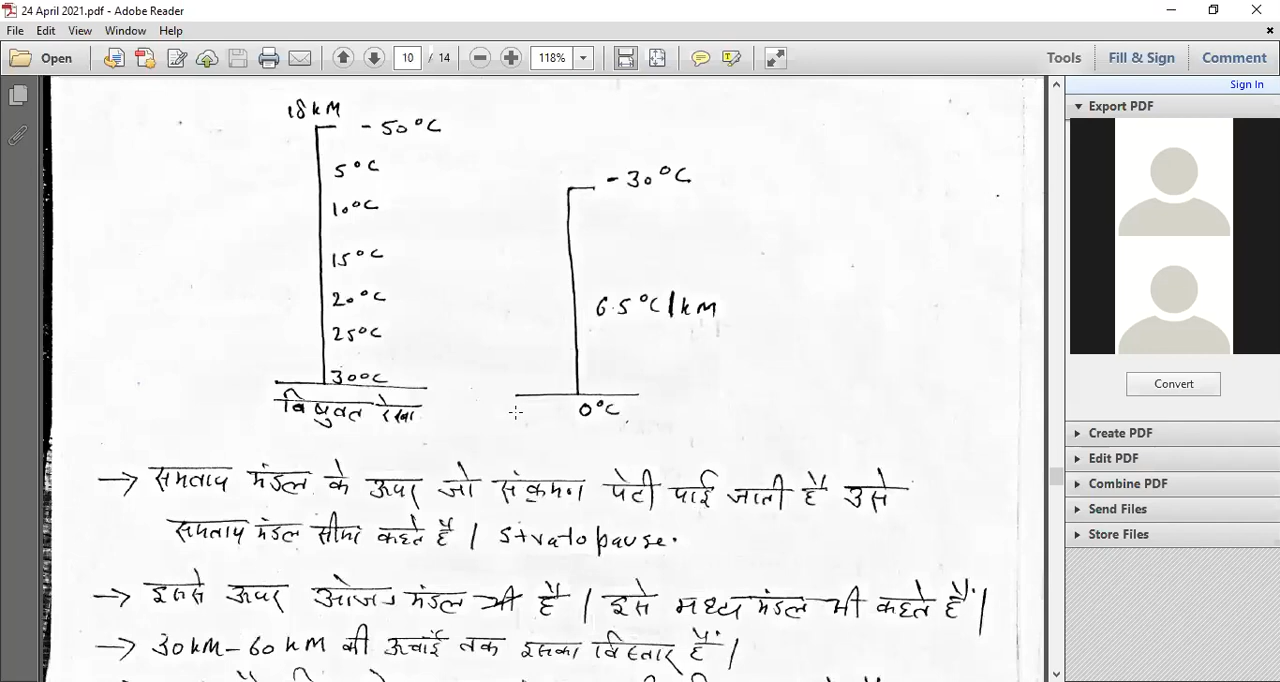 24 April 2021.pdf - Adobe Reader
File Edit View Window Help
Open 10 / 14 118% Tools Fill & Sign Comment
Sign In
Export PDF
Convert
Create PDF
Edit PDF
Combine PDF
Send Files
Store Files
18 kM
-50°C
5°C
10°C
15°C
20°C
25°C
30°C
विषुवत रेखा
-30°C
6.5°C/kM
0°C
→ समताप मंडल के ऊपर जो संक्रमण पेटी पाई जाती है उसे
समताप मंडल सीमा कहते है / Stratopause.
→ इससे ऊपर ओजन मंडल भी है / इसे मध्य मंडल भी कहते है /
→ 30kM-60kM की ऊचाई तक इसका विस्तार है /